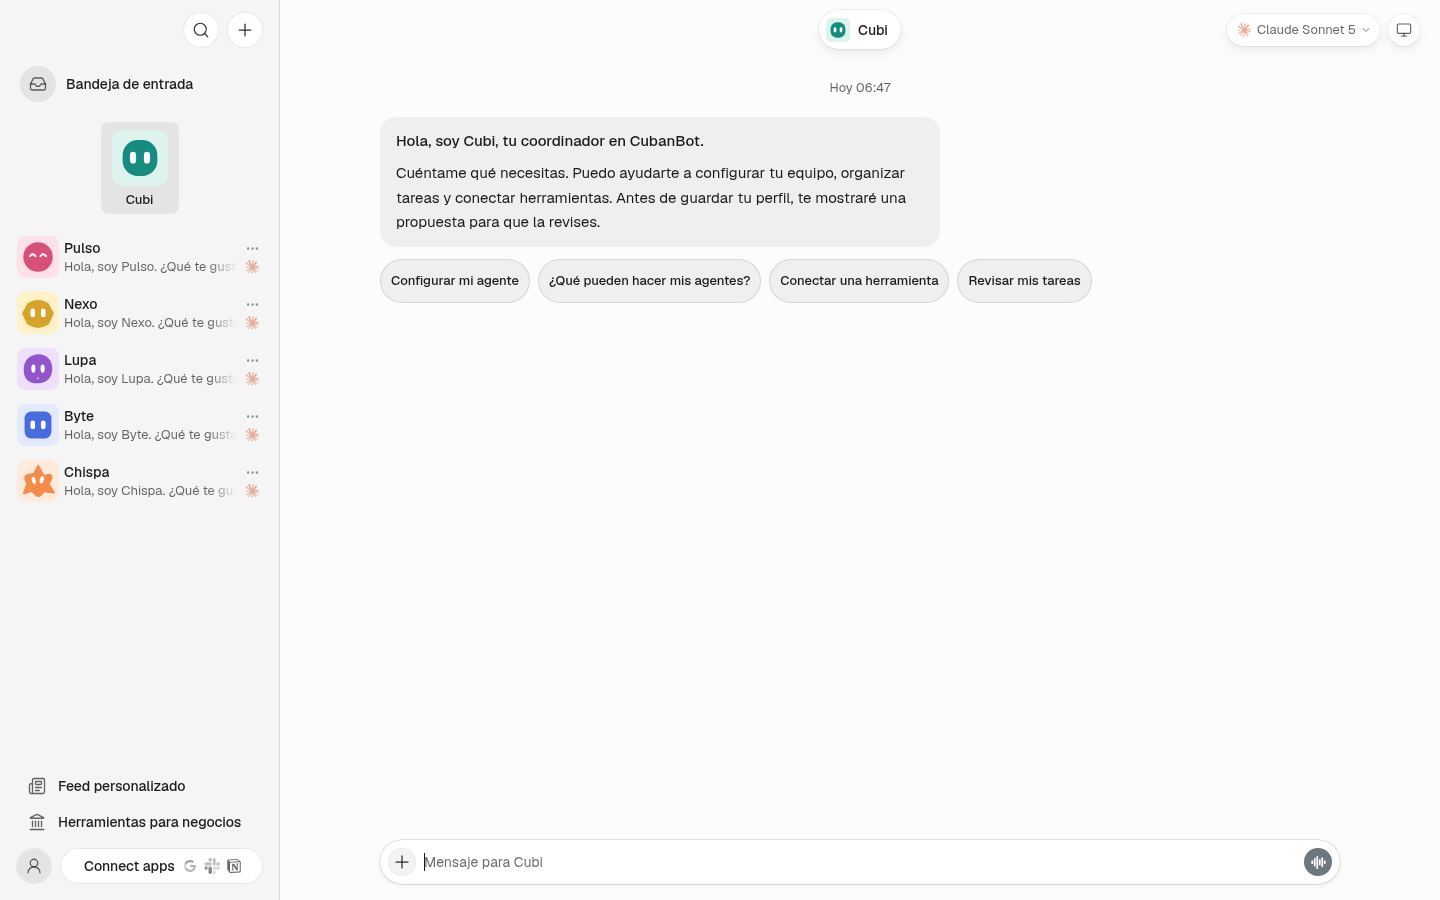 Bandeja de entrada
Cubi
Pulso
Hola, soy Pulso. ¿Qué te gust
Nexo
Hola, soy Nexo. ¿Qué te gust
Lupa
Hola, soy Lupa. ¿Qué te gust
Byte
Hola, soy Byte. ¿Qué te gusta
Chispa
Hola, soy Chispa. ¿Qué te gu
Feed personalizado
Herramientas para negocios
Connect apps
Cubi
Claude Sonnet 5
Hoy 06:47
Hola, soy Cubi, tu coordinador en CubanBot.
Cuéntame qué necesitas. Puedo ayudarte a configurar tu equipo, organizar
tareas y conectar herramientas. Antes de guardar tu perfil, te mostraré una
propuesta para que la revises.
Configurar mi agente
¿Qué pueden hacer mis agentes?
Conectar una herramienta
Revisar mis tareas
Mensaje para Cubi